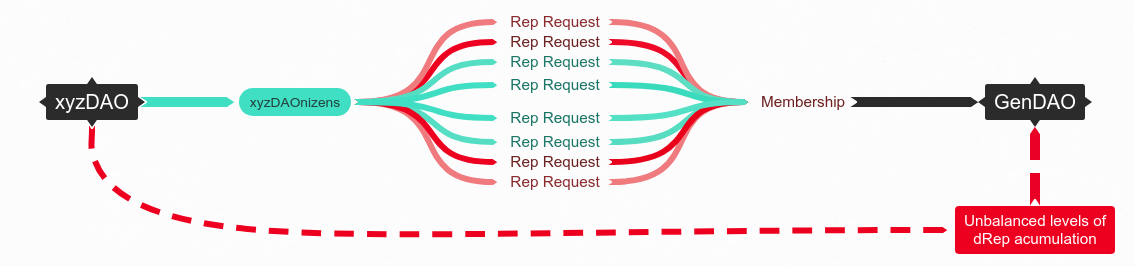 xyzDAO
xyzDAOnizens
Rep Request
Rep Request
Rep Request
Rep Request
Rep Request
Rep Request
Rep Request
Rep Request
Membership
GenDAO
Unbalanced levels of
dRep acumulation